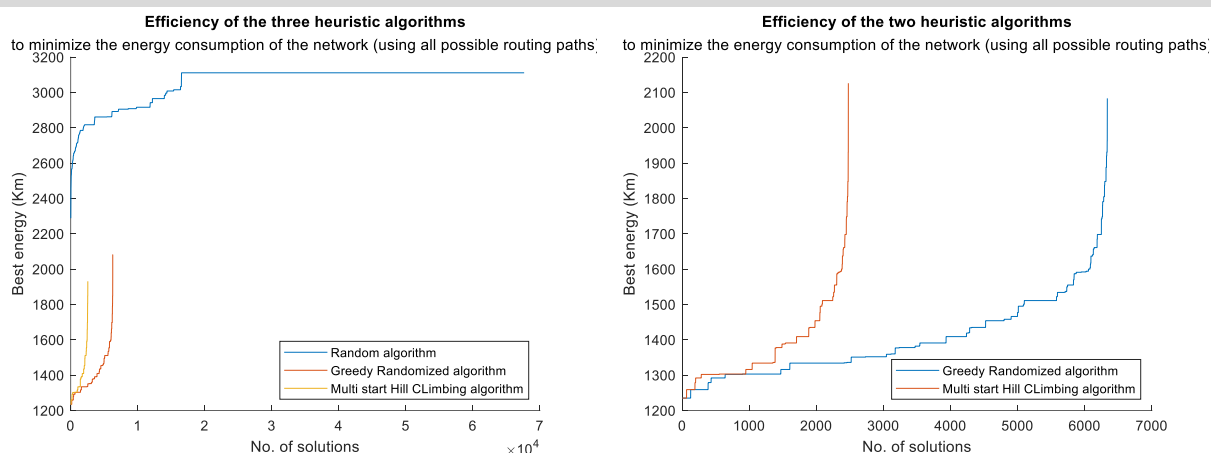 Efficiency of the three heuristic algorithms
to minimize the energy consumption of the network (using all possible routing paths)
3200
3000
2800
2600
2400
2200
2000
1800
1600
1400
1200
Best energy (Km)
Random algorithm
Greedy Randomized algorithm
Multi start Hill CLimbing algorithm
0 1 2 3 4 5 6 7
No. of solutions
×10^4
Efficiency of the two heuristic algorithms
to minimize the energy consumption of the network (using all possible routing paths)
2200
2100
2000
1900
1800
1700
1600
1500
1400
1300
1200
Best energy (Km)
Greedy Randomized algorithm
Multi start Hill CLimbing algorithm
0 1000 2000 3000 4000 5000 6000 7000
No. of solutions